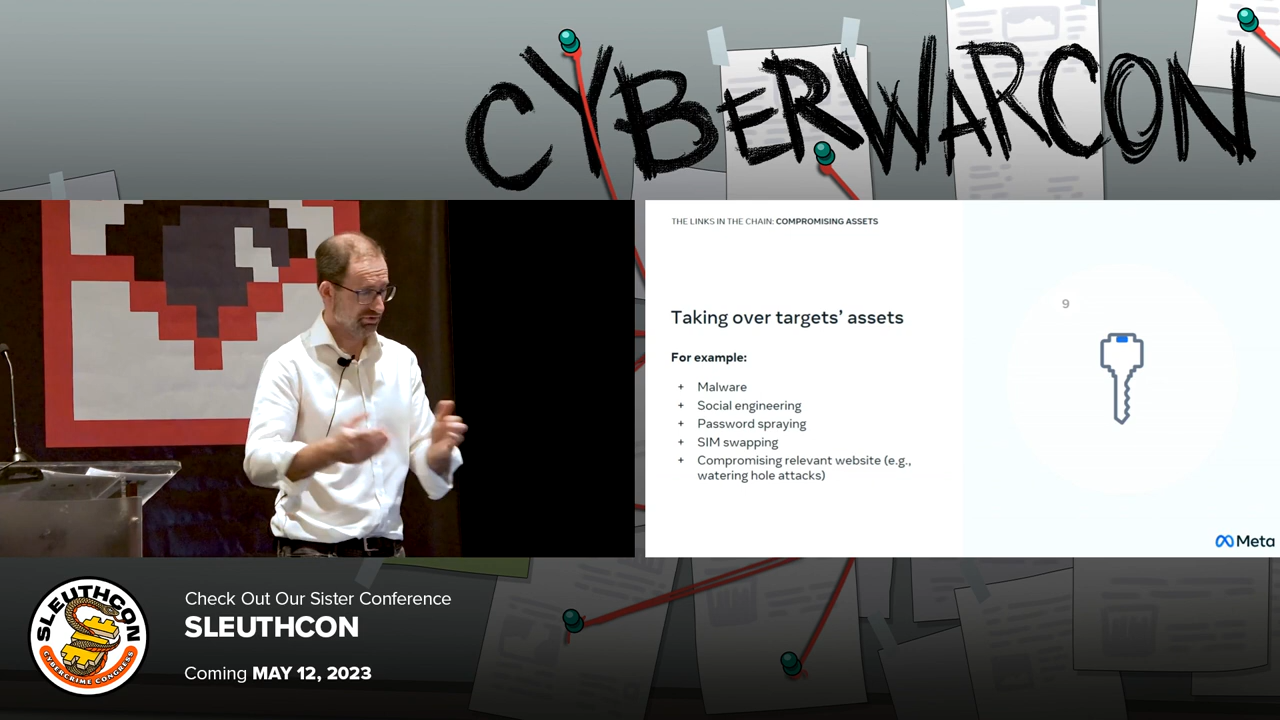 CYBERWARCON
THE LINKS IN THE CHAIN: COMPROMISING ASSETS
9
Taking over targets’ assets
For example:
+ Malware
+ Social engineering
+ Password spraying
+ SIM swapping
+ Compromising relevant website (e.g.,
watering hole attacks)
Meta
SLEUTHCON
CYBERCRIME CONGRESS
Check Out Our Sister Conference
SLEUTHCON
Coming MAY 12, 2023